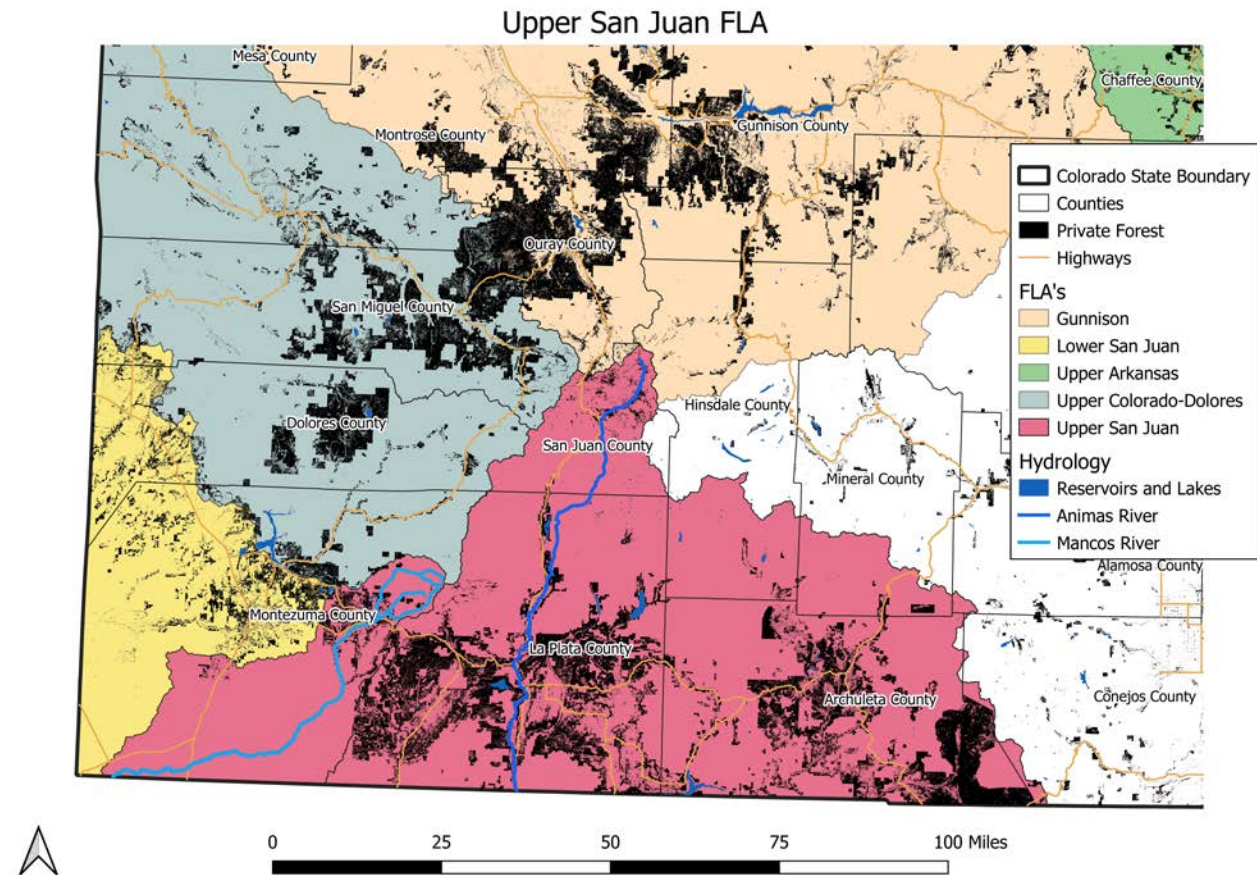 Upper San Juan FLA
Mesa County
Chaffee County
Montrose County
Gunnison County
Ouray County
San Miguel County
Dolores County
San Juan County
Hinsdale County
Mineral County
Alamosa County
Montezuma County
La Plata County
Archuleta County
Conejos County
Colorado State Boundary
Counties
Private Forest
Highways
FLA's
Gunnison
Lower San Juan
Upper Arkansas
Upper Colorado-Dolores
Upper San Juan
Hydrology
Reservoirs and Lakes
Animas River
Mancos River
0 25 50 75 100 Miles